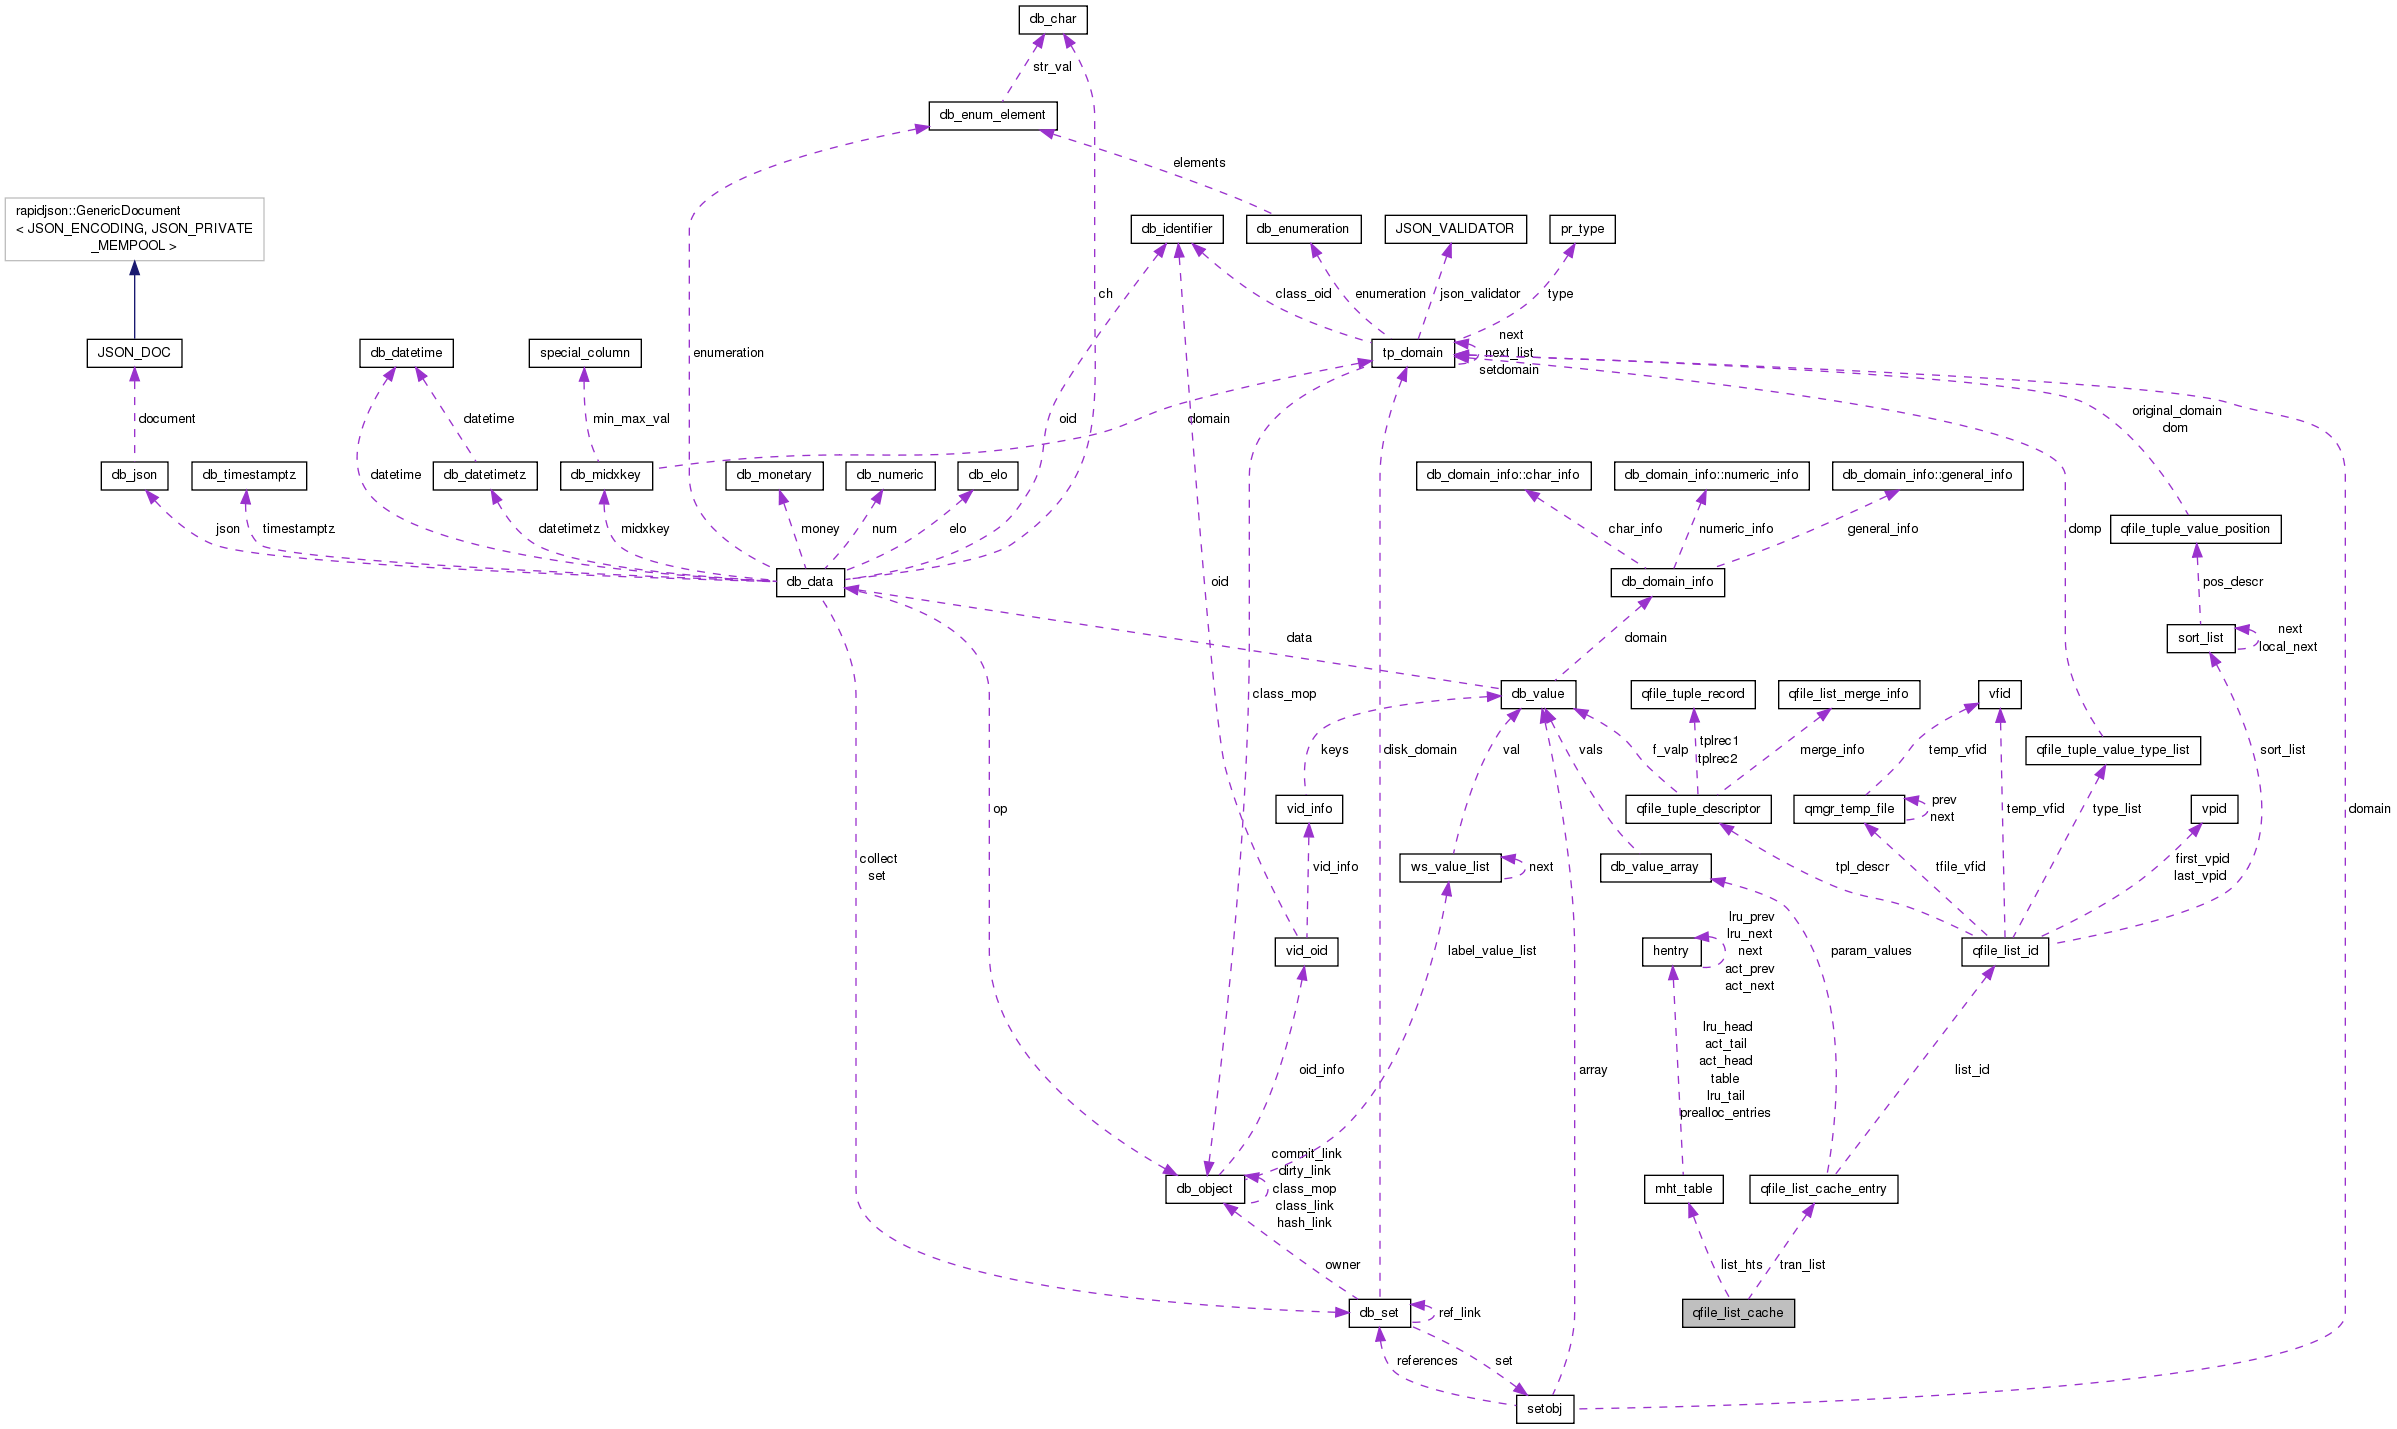 db_char
str_val
db_enum_element
elements
rapidjson::GenericDocument
< JSON_ENCODING, JSON_PRIVATE
_MEMPOOL >
db_identifier
db_enumeration
JSON_VALIDATOR
pr_type
ch
class_oid
enumeration
json_validator
type
JSON_DOC
db_datetime
special_column
enumeration
tp_domain
next
next_list
setdomain
document
datetime
min_max_val
oid
domain
original_domain
dom
db_json
db_timestamptz
datetime
db_datetimetz
db_midxkey
db_monetary
db_numeric
db_elo
db_domain_info::char_info
db_domain_info::numeric_info
db_domain_info::general_info
json
timestamptz
datetimetz
midxkey
money
num
elo
char_info
numeric_info
general_info
domp
qfile_tuple_value_position
db_data
oid
db_domain_info
pos_descr
data
domain
sort_list
next
local_next
class_mop
db_value
qfile_tuple_record
qfile_list_merge_info
vfid
disk_domain
keys
val
vals
f_valp
tplrec1
tplrec2
merge_info
temp_vfid
qfile_tuple_value_type_list
sort_list
op
vid_info
qfile_tuple_descriptor
qmgr_temp_file
prev
next
temp_vfid
type_list
vpid
domain
collect
set
vid_info
ws_value_list
next
db_value_array
tpl_descr
tfile_vfid
first_vpid
last_vpid
vid_oid
label_value_list
hentry
lru_prev
lru_next
next
act_prev
act_next
param_values
qfile_list_id
oid_info
array
lru_head
act_tail
act_head
table
lru_tail
prealloc_entries
list_id
db_object
commit_link
dirty_link
class_mop
class_link
hash_link
mht_table
qfile_list_cache_entry
owner
list_hts
tran_list
db_set
ref_link
qfile_list_cache
references
set
setobj